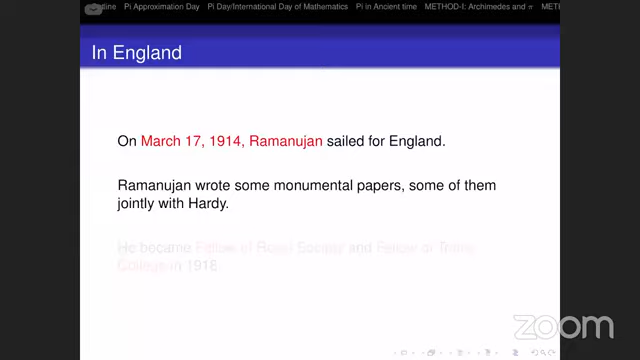 Outline Pi Approximation Day Pi Day/International Day of Mathematics Pi in Ancient time METHOD-I: Archimedes and π METH
In England
On March 17, 1914, Ramanujan sailed for England.
Ramanujan wrote some monumental papers, some of them
jointly with Hardy.
He became Fellow of Royal Society and Fellow of Trinity
College in 1918
zoom